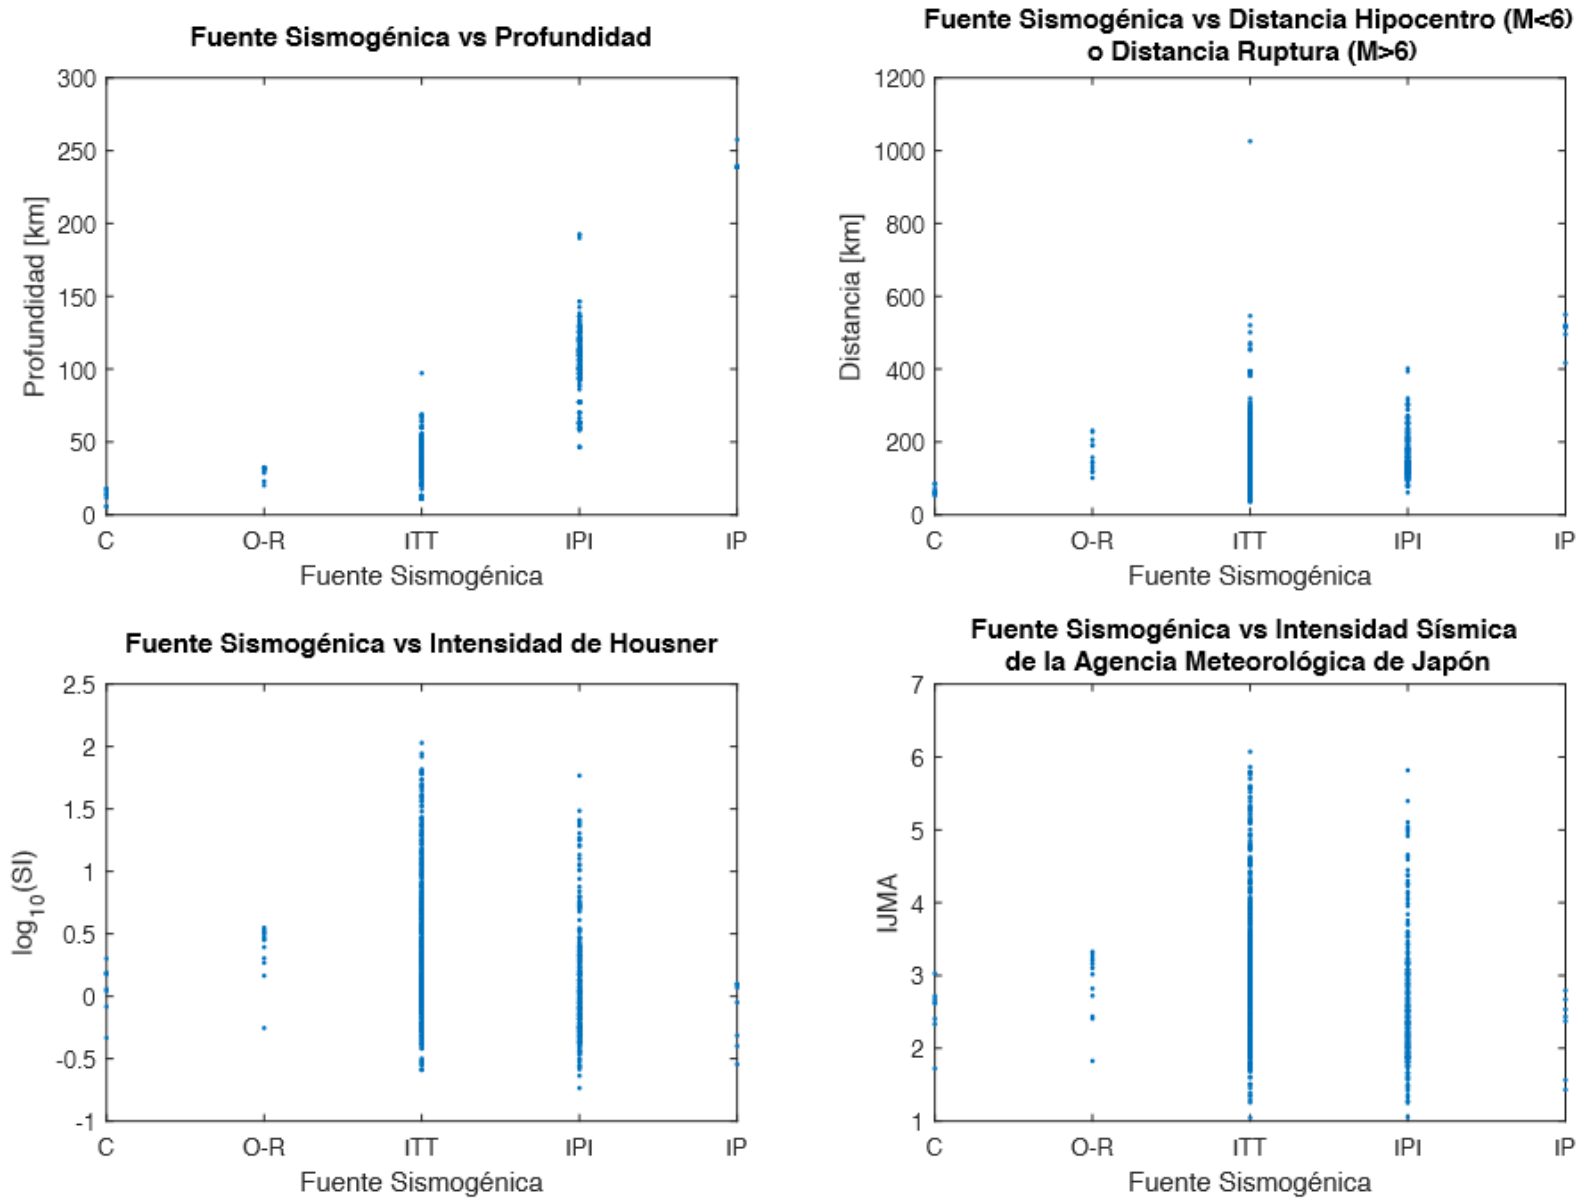 Fuente Sismogénica vs Profundidad
300
250
200
150
100
50
0
Profundidad [km]
C O-R ITT IPI IP
Fuente Sismogénica
Fuente Sismogénica vs Distancia Hipocentro (M<6)
o Distancia Ruptura (M>6)
1200
1000
800
600
400
200
0
Distancia [km]
C O-R ITT IPI IP
Fuente Sismogénica
Fuente Sismogénica vs Intensidad de Housner
2.5
2
1.5
1
0.5
0
-0.5
-1
log10(SI)
C O-R ITT IPI IP
Fuente Sismogénica
Fuente Sismogénica vs Intensidad Sísmica
de la Agencia Meteorológica de Japón
7
6
5
4
3
2
1
IJMA
C O-R ITT IPI IP
Fuente Sismogénica